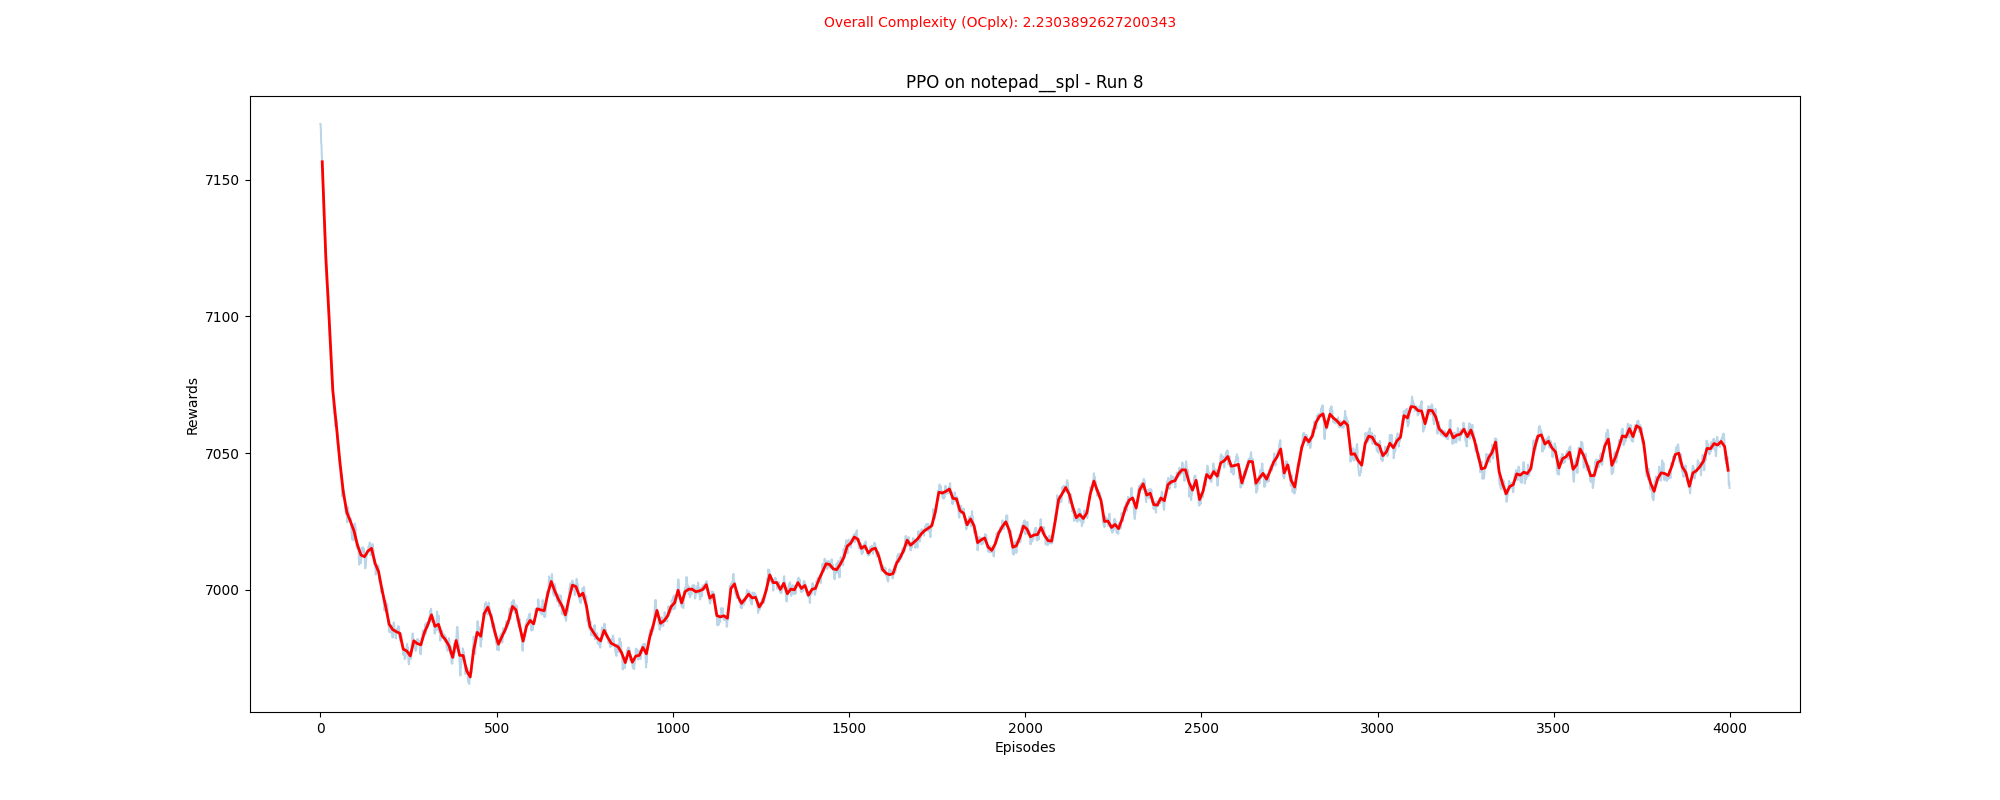 Overall Complexity (OCplx): 2.2303892627200343
PPO on notepad__spl - Run 8
7150
7100
7050
7000
Rewards
0 500 1000 1500 2000 2500 3000 3500 4000
Episodes